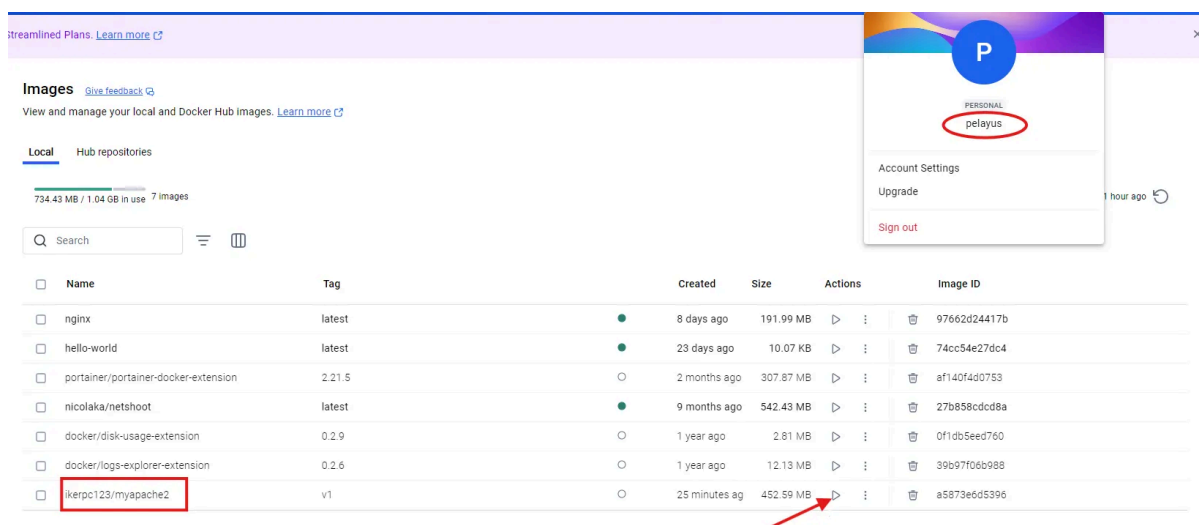 Streamlined Plans. Learn more
P
PERSONAL
pelayus
Account Settings
Upgrade
Sign out
Images Give feedback
View and manage your local and Docker Hub images. Learn more
Local Hub repositories
734.43 MB / 1.04 GB in use 7 images
1 hour ago
Search
Name Tag Created Size Actions Image ID
nginx latest 8 days ago 191.99 MB 97662d24417b
hello-world latest 23 days ago 10.07 KB 74cc54e27dc4
portainer/portainer-docker-extension 2.21.5 2 months ago 307.87 MB af140f4d0753
nicolaka/netshoot latest 9 months ago 542.43 MB 27b858cdcd8a
docker/disk-usage-extension 0.2.9 1 year ago 2.81 MB 0f1db5eed760
docker/logs-explorer-extension 0.2.6 1 year ago 12.13 MB 39b97f06b988
ikerpc123/myapache2 v1 25 minutes ag 452.59 MB a5873e6d5396